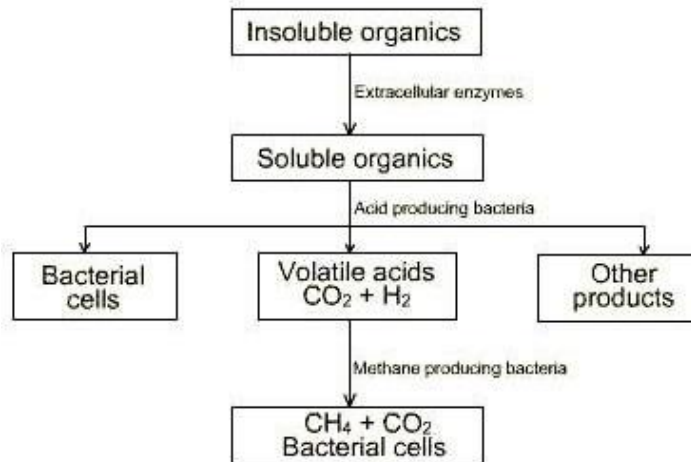 Insoluble organics
Extracellular enzymes
Soluble organics
Acid producing bacteria
Bacterial
cells
Volatile acids
CO₂ + H₂
Other
products
Methane producing bacteria
CH₄ + CO₂
Bacterial cells